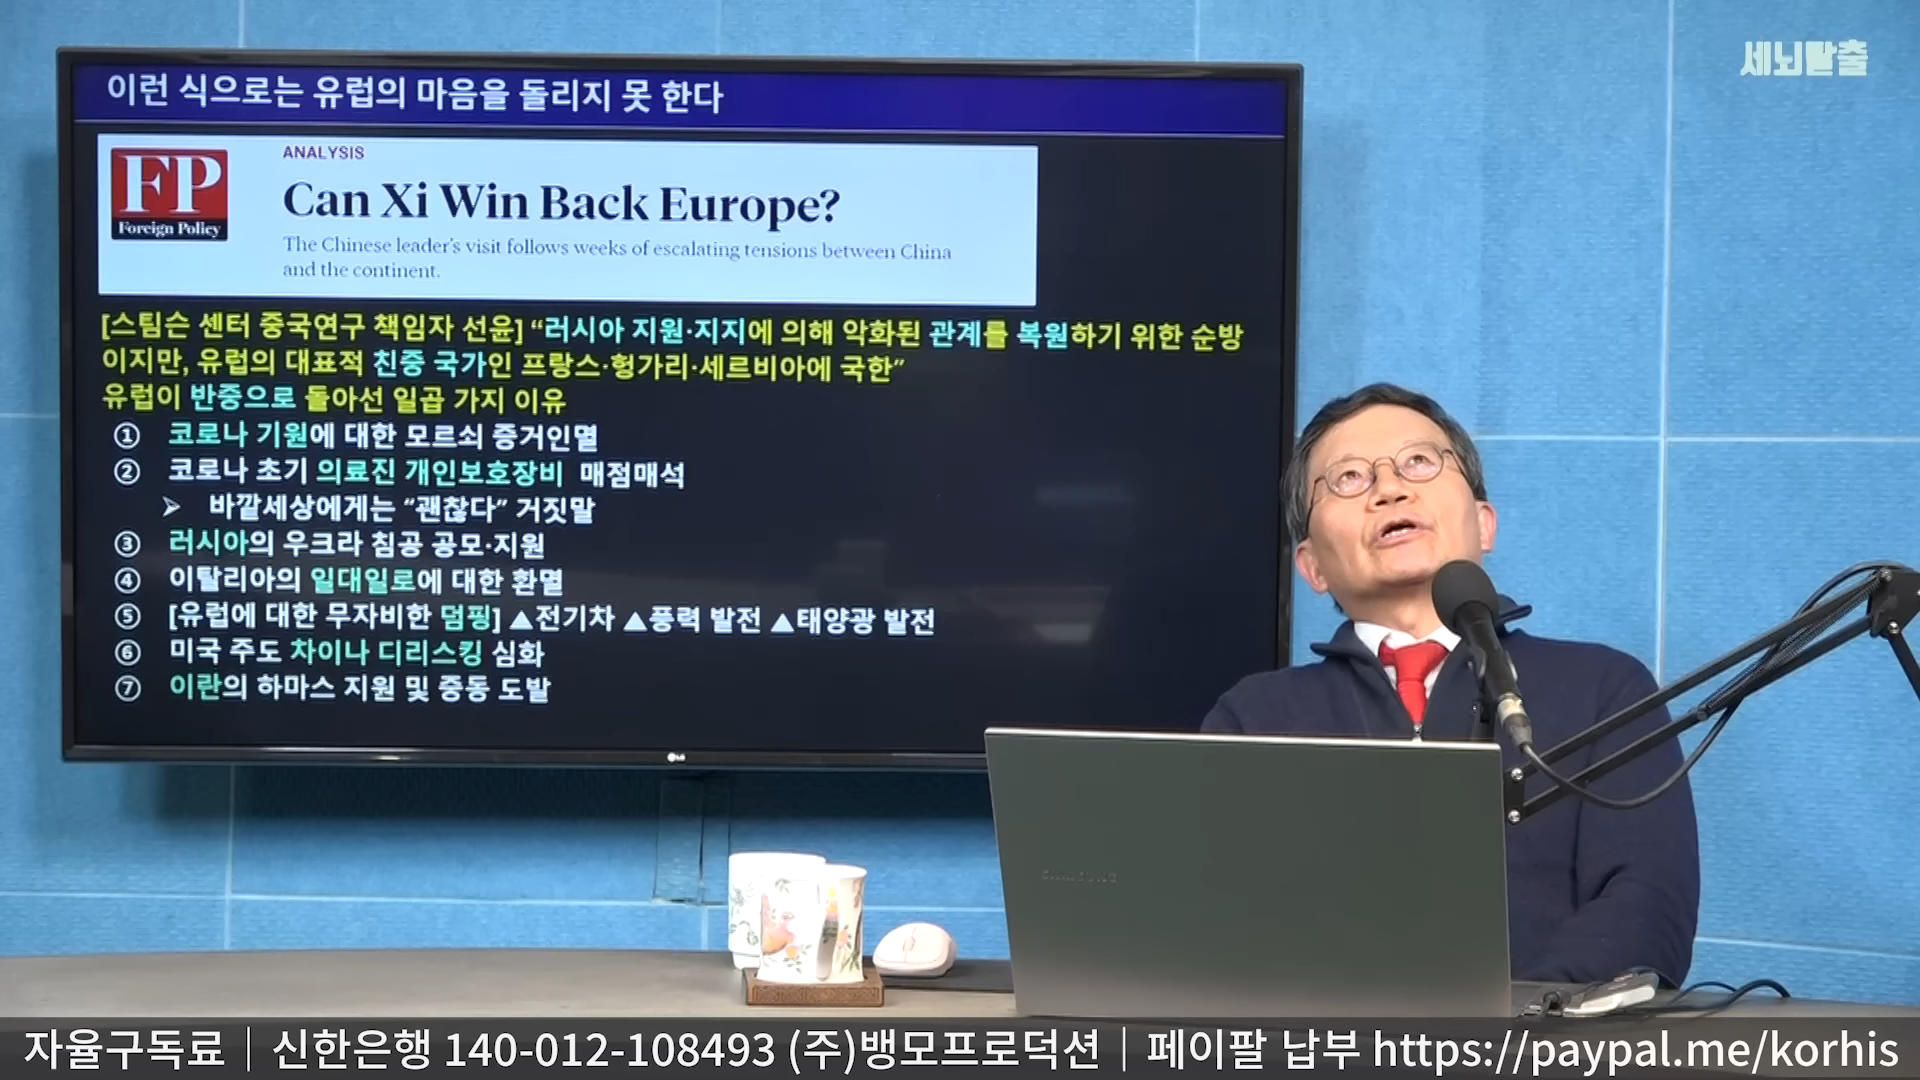 세뇌탈출
이런 식으로는 유럽의 마음을 돌리지 못 한다
FP
Foreign Policy
ANALYSIS
Can Xi Win Back Europe?
The Chinese leader's visit follows weeks of escalating tensions between China
and the continent.
[스팀슨 센터 중국연구 책임자 선윤] “러시아 지원·지지에 의해 악화된 관계를 복원하기 위한 순방
이지만, 유럽의 대표적 친중 국가인 프랑스·헝가리·세르비아에 국한”
유럽이 반중으로 돌아선 일곱 가지 이유
① 코로나 기원에 대한 모르쇠 증거인멸
② 코로나 초기 의료진 개인보호장비 매점매석
➢ 바깥세상에게는 “괜찮다” 거짓말
③ 러시아의 우크라 침공 공모·지원
④ 이탈리아의 일대일로에 대한 환멸
⑤ [유럽에 대한 무자비한 덤핑] ▲전기차 ▲풍력 발전 ▲태양광 발전
⑥ 미국 주도 차이나 디리스킹 심화
⑦ 이란의 하마스 지원 및 중동 도발
LG
SAMSUNG
자율구독료｜신한은행 140-012-108493 (주)뱅모프로덕션｜페이팔 납부 https://paypal.me/korhis